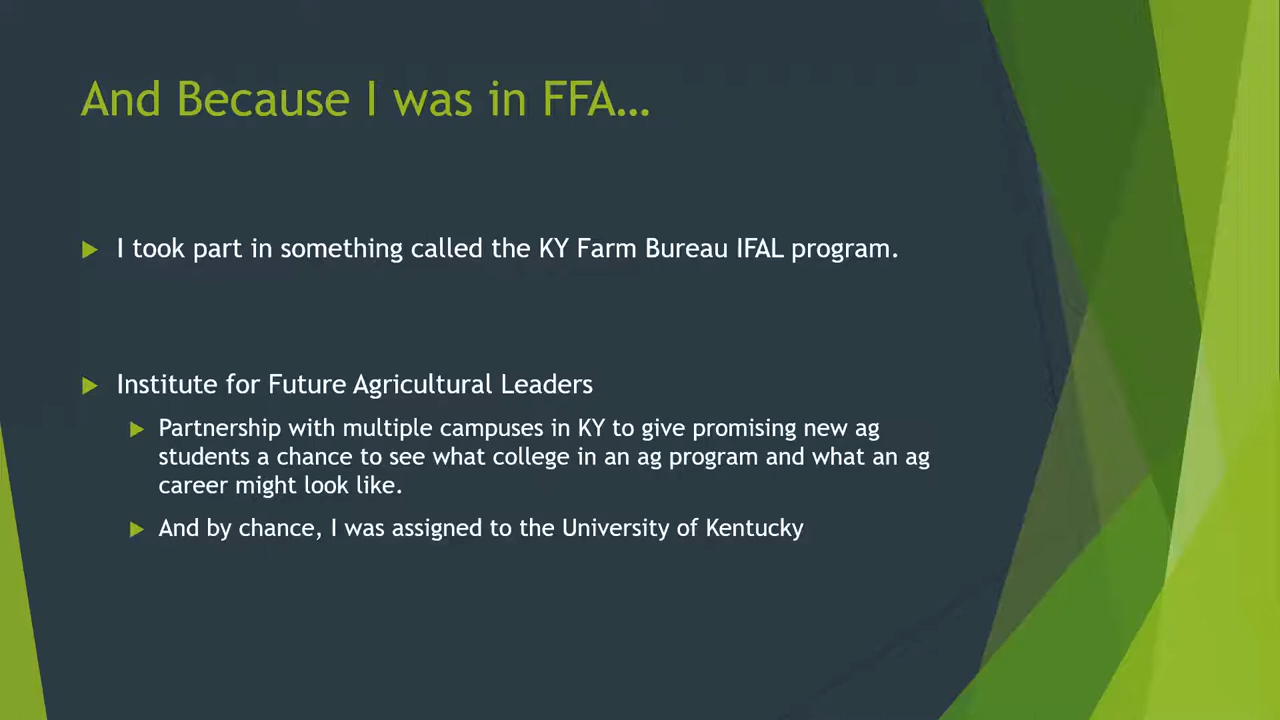 And Because I was in FFA…
I took part in something called the KY Farm Bureau IFAL program.
Institute for Future Agricultural Leaders
Partnership with multiple campuses in KY to give promising new ag
students a chance to see what college in an ag program and what an ag
career might look like.
And by chance, I was assigned to the University of Kentucky